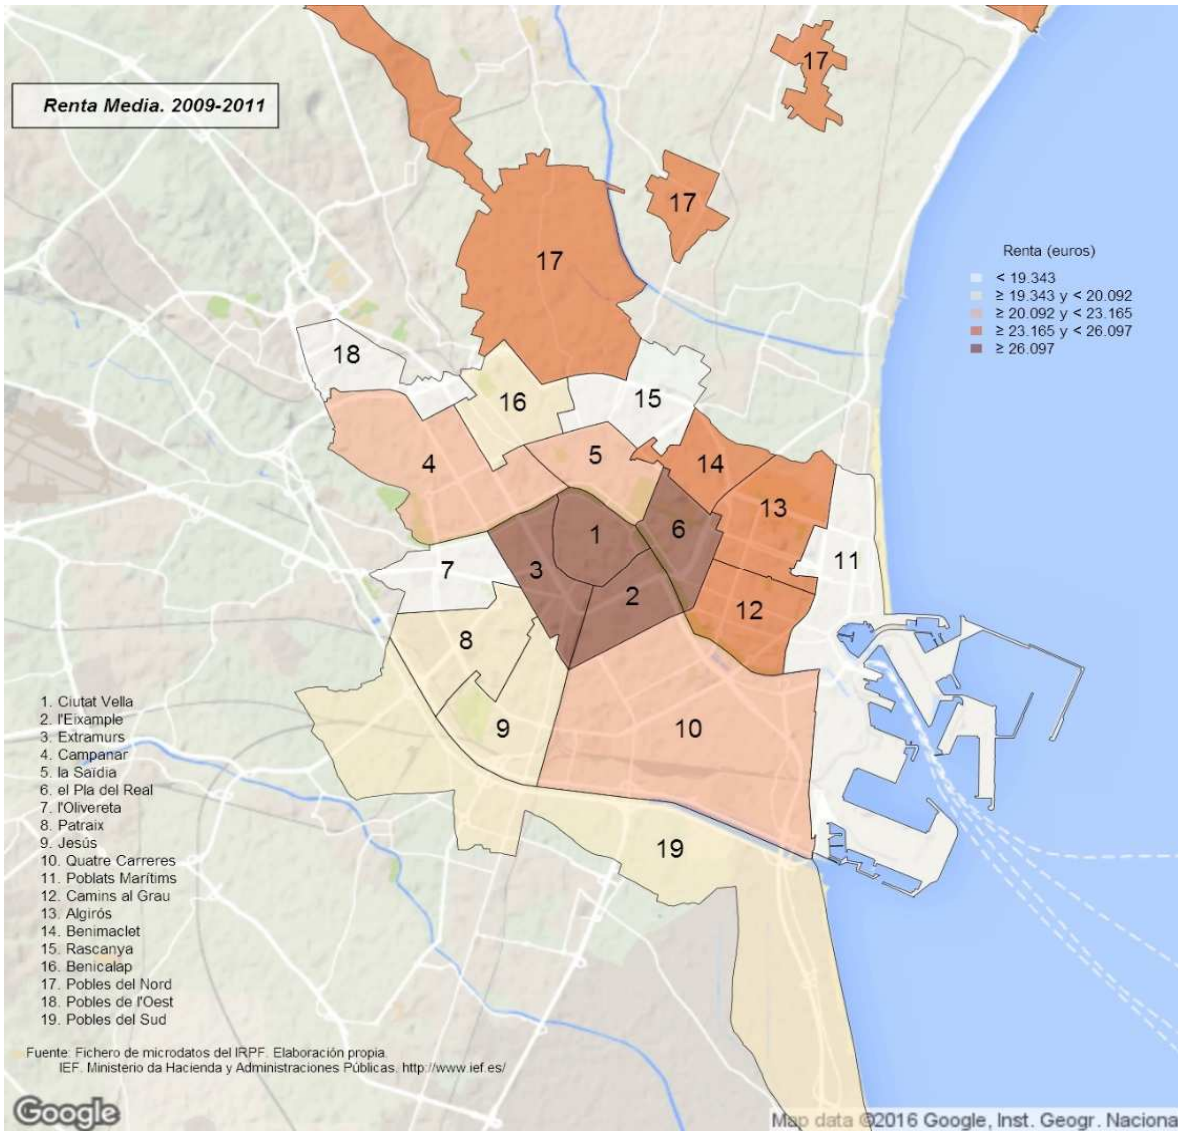 Renta Media. 2009-2011
17
17
17
Renta (euros)
< 19.343
≥ 19.343 y < 20.092
≥ 20.092 y < 23.165
≥ 23.165 y < 26.097
≥ 26.097
18
16
15
4
5
14
13
1
6
11
7
3
2
12
8
9
10
19
1. Ciutat Vella
2. l'Eixample
3. Extramurs
4. Campanar
5. la Saïdia
6. el Pla del Real
7. l'Olivereta
8. Patraix
9. Jesús
10. Quatre Carreres
11. Poblats Marítims
12. Camins al Grau
13. Algirós
14. Benimaclet
15. Rascanya
16. Benicalap
17. Pobles del Nord
18. Pobles de l'Oest
19. Pobles del Sud
Fuente: Fichero de microdatos del IRPF. Elaboración propia.
IEF. Ministerio da Hacienda y Administraciones Públicas. http://www.ief.es/
Google
Map data ©2016 Google, Inst. Geogr. Naciona